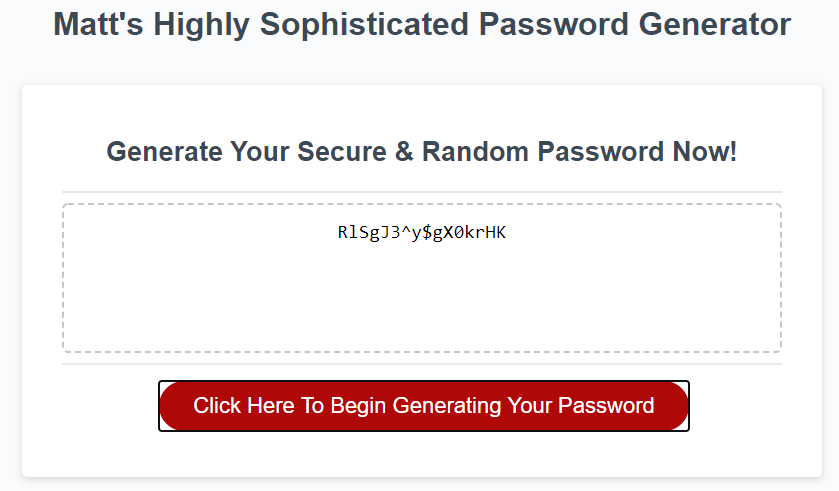 Matt's Highly Sophisticated Password Generator
Generate Your Secure & Random Password Now!
RlSgJ3^y$gX0krHK
Click Here To Begin Generating Your Password